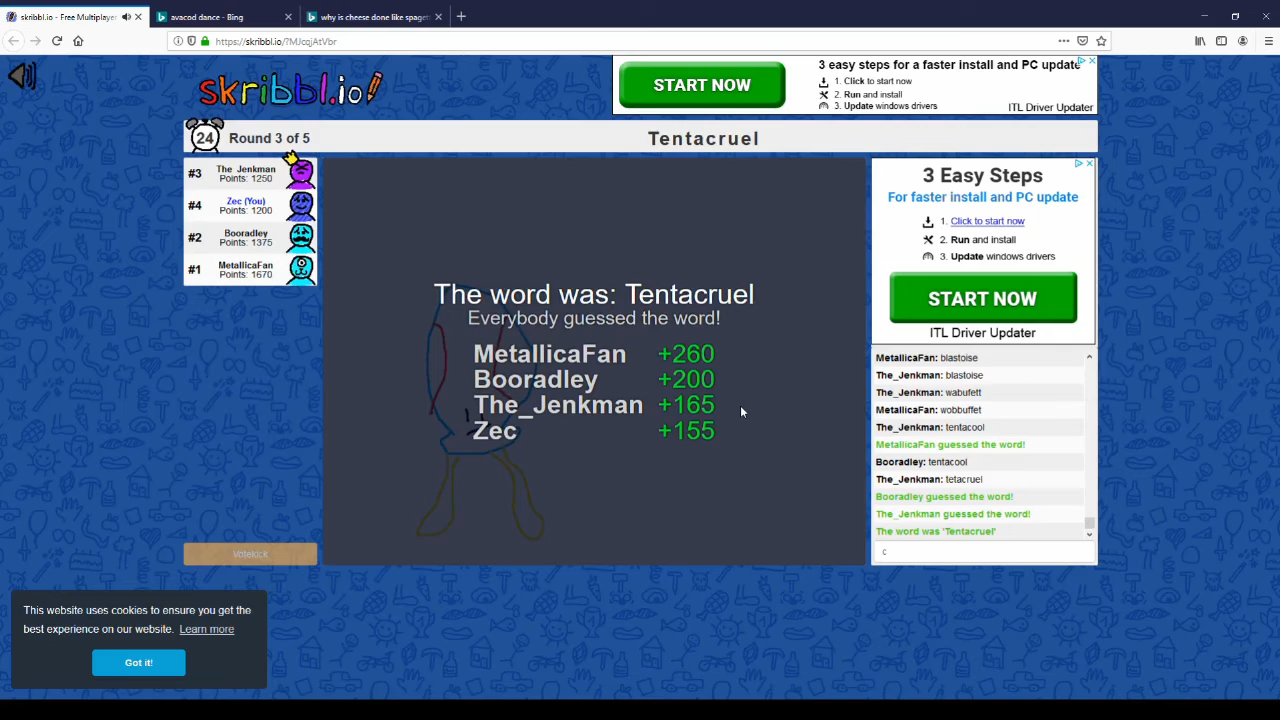 skribbl.io - Free Multiplayer
avacod dance - Bing
why is cheese done like spaget
https://skribbl.io/?MJcqjAtVbr
skribbl.io
START NOW
3 easy steps for a faster install and PC update
1. Click to start now
2. Run and install
3. Update windows drivers
ITL Driver Updater
24
Round 3 of 5
Tentacruel
#3
The_Jenkman
Points: 1250
#4
Zec (You)
Points: 1200
#2
Booradley
Points: 1375
#1
MetallicaFan
Points: 1670
The word was: Tentacruel
Everybody guessed the word!
MetallicaFan +260
Booradley +200
The_Jenkman +165
Zec +155
Votekick
3 Easy Steps
For faster install and PC update
1. Click to start now
2. Run and install
3. Update windows drivers
START NOW
ITL Driver Updater
MetallicaFan: blastoise
The_Jenkman: blastoise
The_Jenkman: wabufett
MetallicaFan: wobbuffet
The_Jenkman: tentacool
MetallicaFan guessed the word!
Booradley: tentacool
The_Jenkman: tetacruel
Booradley guessed the word!
The_Jenkman guessed the word!
The word was 'Tentacruel'
c
This website uses cookies to ensure you get the
best experience on our website. Learn more
Got it!